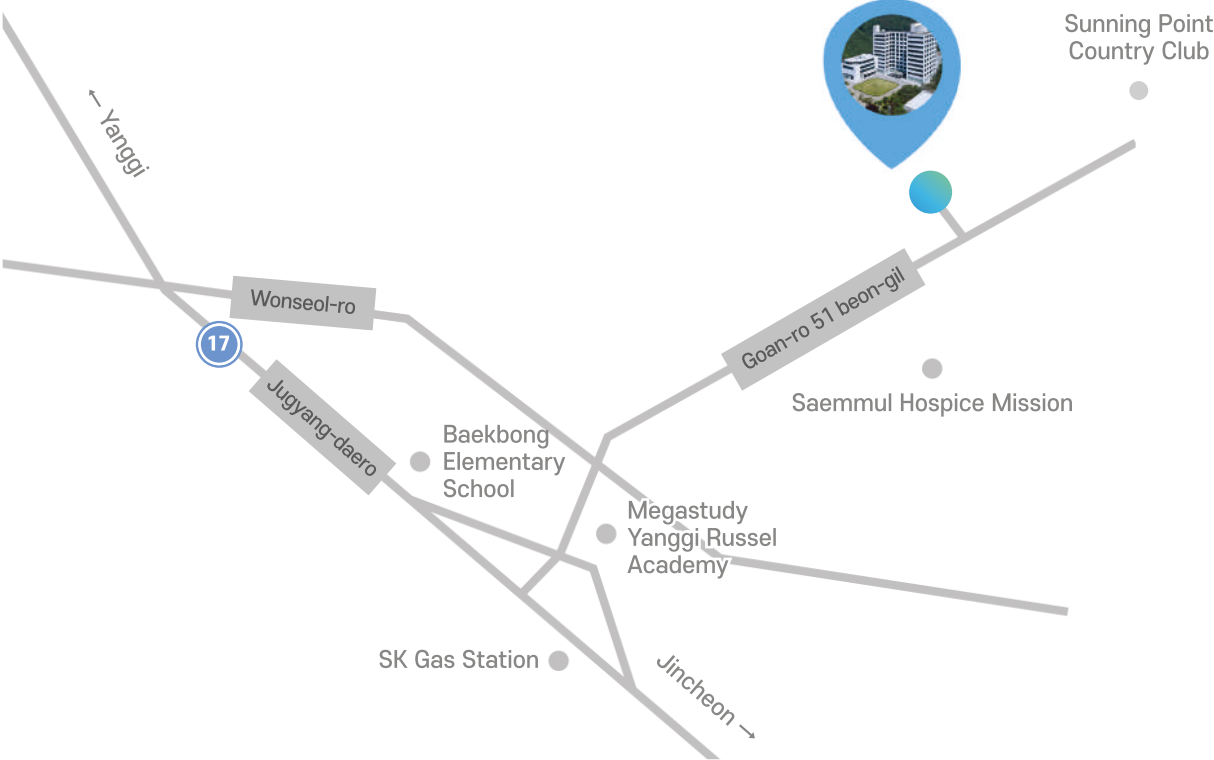 Sunning Point
Country Club
← Yanggi
Wonseol-ro
17
Goan-ro 51 beon-gil
Jugyang-daero
Saemmul Hospice Mission
Baekbong
Elementary
School
Megastudy
Yanggi Russel
Academy
SK Gas Station
Jincheon →